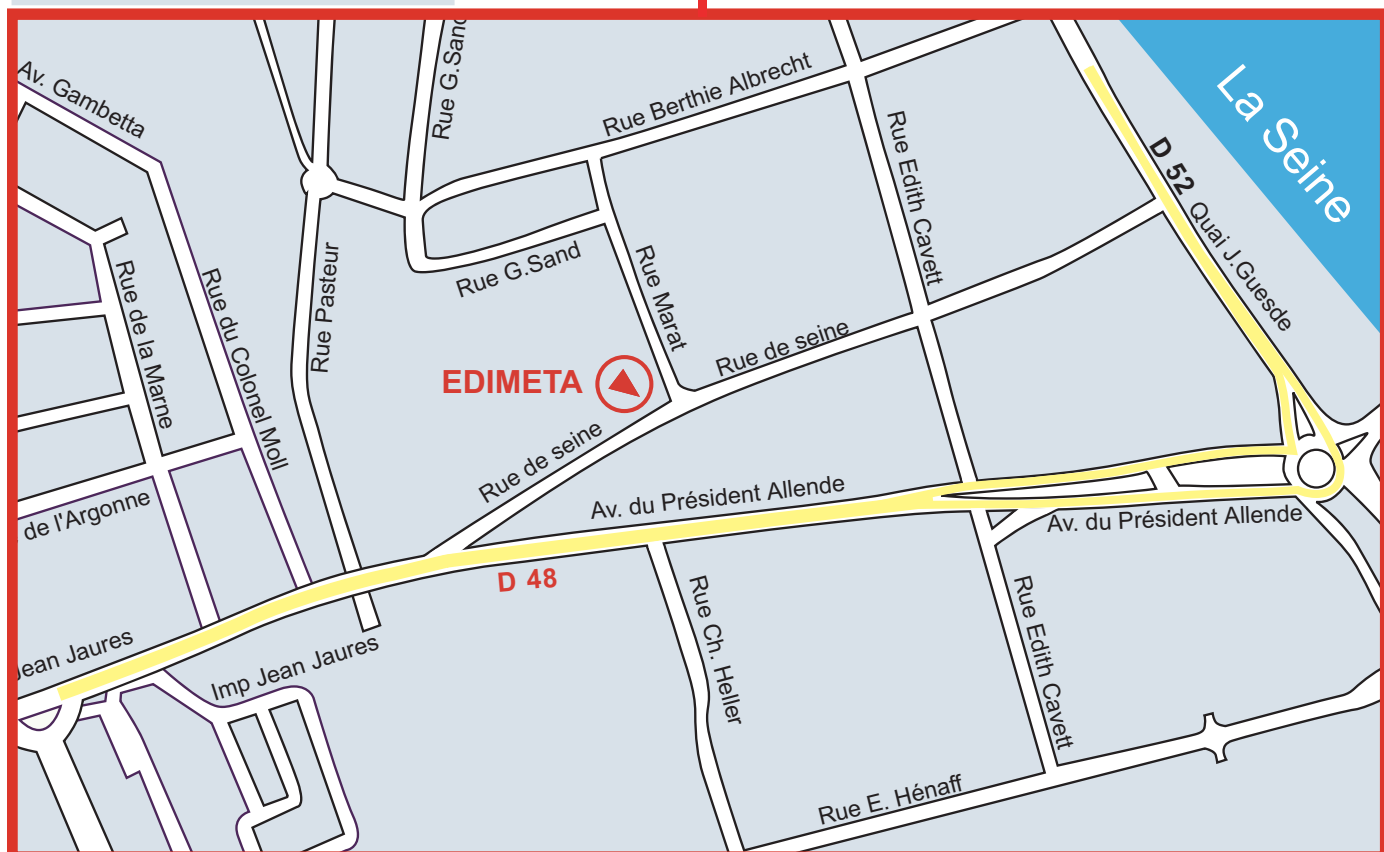 Av. Gambetta
Rue G.Sand
Rue Berthie Albrecht
La Seine
D 52 Quai J.Guesde
Rue Edith Cavett
Rue G.Sand
Rue Marat
Rue Pasteur
Rue de la Marne
Rue du Colonel Moll
EDIMETA
Rue de seine
Rue de seine
de l'Argonne
Av. du Président Allende
Av. du Président Allende
D 48
Jean Jaures
Imp Jean Jaures
Rue Ch. Heller
Rue Edith Cavett
Rue E. Hénaff